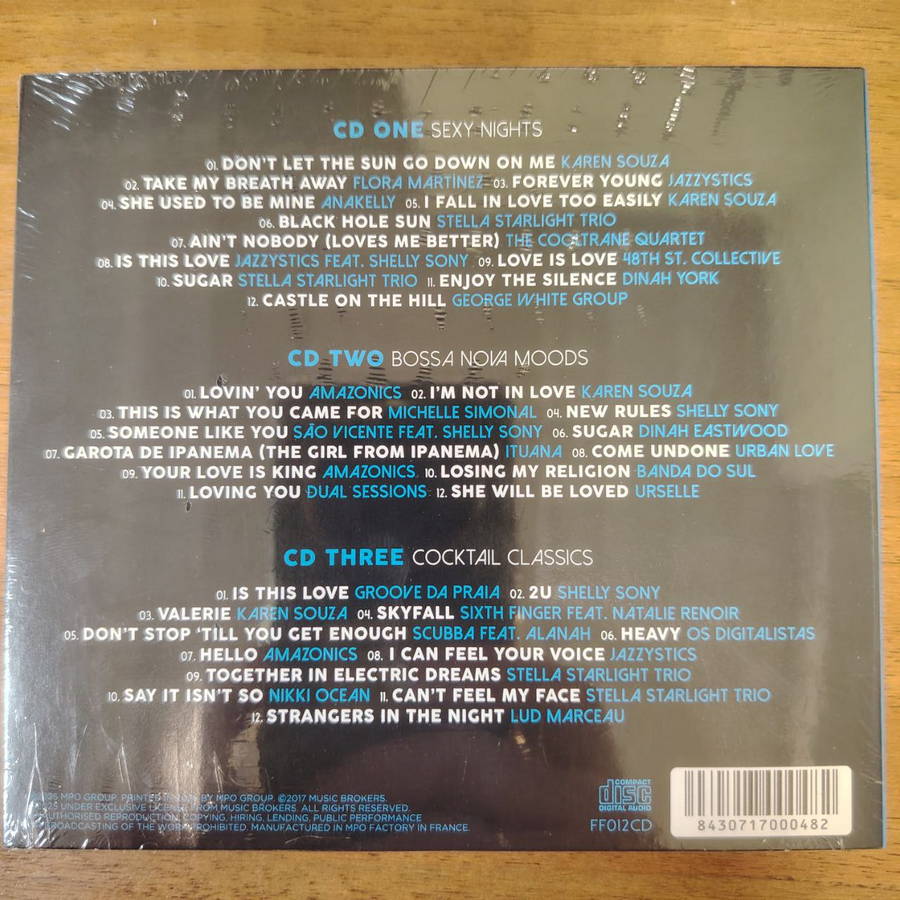 CD ONE SEXY NIGHTS
01. DON'T LET THE SUN GO DOWN ON ME KAREN SOUZA
02. TAKE MY BREATH AWAY FLORA MARTÍNEZ 03. FOREVER YOUNG JAZZYSTICS
04. SHE USED TO BE MINE ANAKELLY 05. I FALL IN LOVE TOO EASILY KAREN SOUZA
06. BLACK HOLE SUN STELLA STARLIGHT TRIO
07. AIN'T NOBODY (LOVES ME BETTER) THE COOLTRANE QUARTET
08. IS THIS LOVE JAZZYSTICS FEAT. SHELLY SONY 09. LOVE IS LOVE 48TH ST. COLLECTIVE
10. SUGAR STELLA STARLIGHT TRIO 11. ENJOY THE SILENCE DINAH YORK
12. CASTLE ON THE HILL GEORGE WHITE GROUP
CD TWO BOSSA NOVA MOODS
01. LOVIN' YOU AMAZONICS 02. I'M NOT IN LOVE KAREN SOUZA
03. THIS IS WHAT YOU CAME FOR MICHELLE SIMONAL 04. NEW RULES SHELLY SONY
05. SOMEONE LIKE YOU SÃO VICENTE FEAT. SHELLY SONY 06. SUGAR DINAH EASTWOOD
07. GAROTA DE IPANEMA (THE GIRL FROM IPANEMA) ITUANA 08. COME UNDONE URBAN LOVE
09. YOUR LOVE IS KING AMAZONICS 10. LOSING MY RELIGION BANDA DO SUL
11. LOVING YOU DUAL SESSIONS 12. SHE WILL BE LOVED URSELLE
CD THREE COCKTAIL CLASSICS
01. IS THIS LOVE GROOVE DA PRAIA 02. 2U SHELLY SONY
03. VALERIE KAREN SOUZA 04. SKYFALL SIXTH FINGER FEAT. NATALIE RENOIR
05. DON'T STOP 'TILL YOU GET ENOUGH SCUBBA FEAT. ALANAH 06. HEAVY OS DIGITALISTAS
07. HELLO AMAZONICS 08. I CAN FEEL YOUR VOICE JAZZYSTICS
09. TOGETHER IN ELECTRIC DREAMS STELLA STARLIGHT TRIO
10. SAY IT ISN'T SO NIKKI OCEAN 11. CAN'T FEEL MY FACE STELLA STARLIGHT TRIO
12. STRANGERS IN THE NIGHT LUD MARCEAU
MPO GROUP. BY MPO GROUP. ©2017 MUSIC BROKERS.
UNDER EXCLUSIVE LICENSE FROM MUSIC BROKERS. ALL RIGHTS RESERVED.
REPRODUCTION, COPYING, HIRING, LENDING, PUBLIC PERFORMANCE
BROADCASTING OF THE WORK PROHIBITED. MANUFACTURED IN MPO FACTORY IN FRANCE.
COMPACT
disc
DIGITAL AUDIO
FF012CD
8430717000482